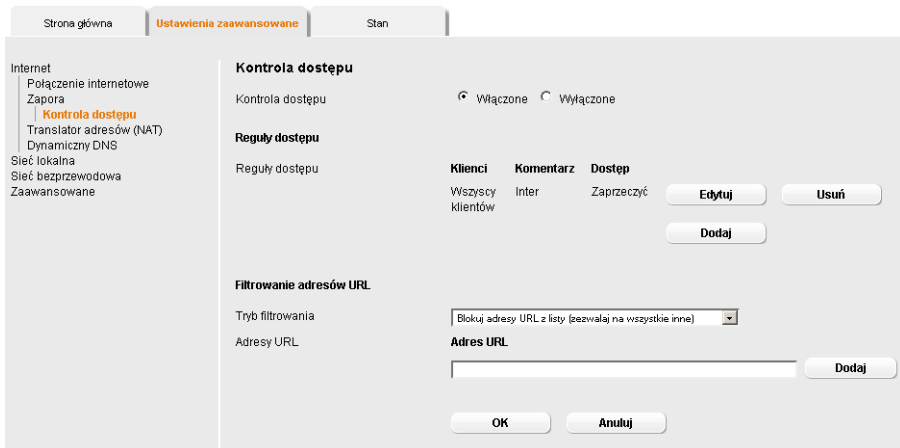 Strona główna
Ustawienia zaawansowane
Stan
Internet
Połączenie internetowe
Zapora
Kontrola dostępu
Translator adresów (NAT)
Dynamiczny DNS
Sieć lokalna
Sieć bezprzewodowa
Zaawansowane
Kontrola dostępu
Kontrola dostępu Włączone Wyłączone
Reguły dostępu
Reguły dostępu Klienci Komentarz Dostęp
Wszyscy Inter Zaprzeczyć Edytuj Usuń
klientów
Dodaj
Filtrowanie adresów URL
Tryb filtrowania Blokuj adresy URL z listy (zezwalaj na wszystkie inne)
Adresy URL Adres URL
Dodaj
OK Anuluj